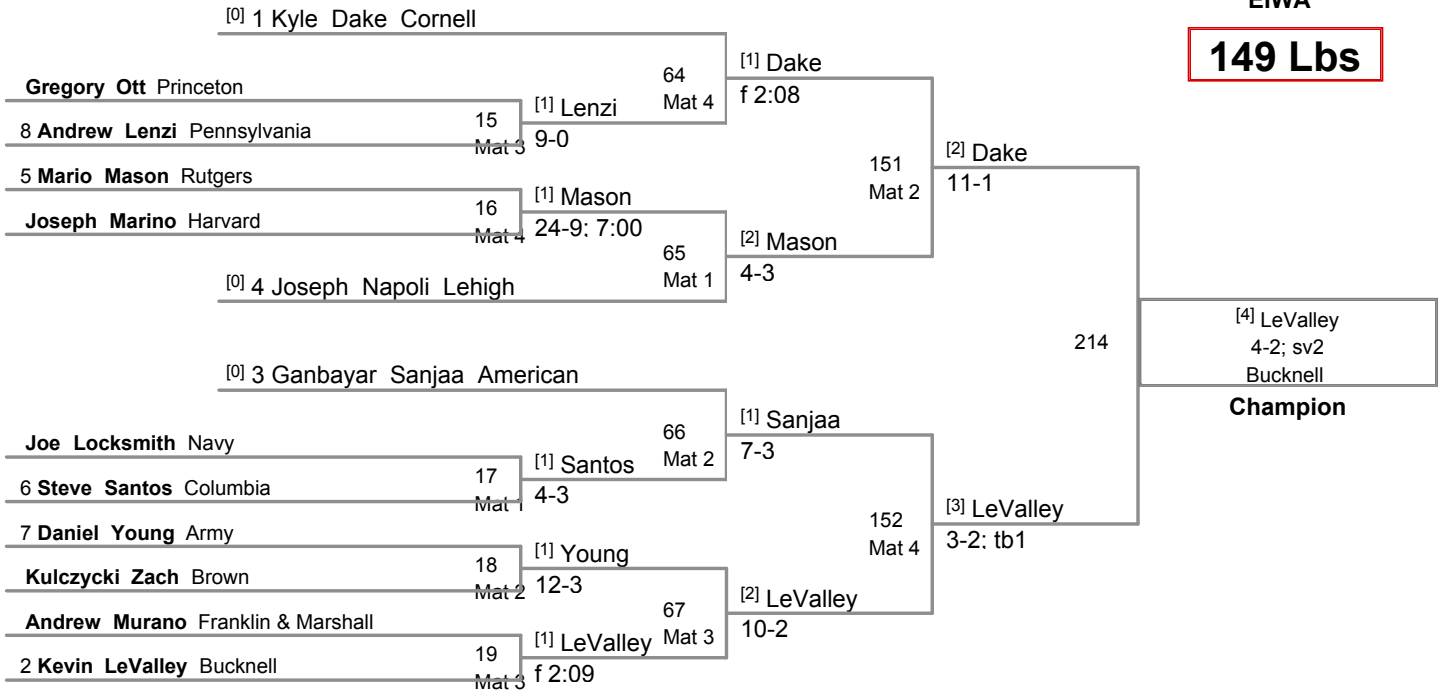 EIWA
149 Lbs
[0] 1 Kyle Dake Cornell
Gregory Ott Princeton
8 Andrew Lenzi Pennsylvania
15
Mat 3
[1] Lenzi
9-0
64
Mat 4
[1] Dake
f 2:08
5 Mario Mason Rutgers
Joseph Marino Harvard
16
Mat 4
[1] Mason
24-9; 7:00
[0] 4 Joseph Napoli Lehigh
65
Mat 1
[2] Mason
4-3
151
Mat 2
[2] Dake
11-1
[0] 3 Ganbayar Sanjaa American
Joe Locksmith Navy
6 Steve Santos Columbia
17
Mat 1
[1] Santos
4-3
66
Mat 2
[1] Sanjaa
7-3
7 Daniel Young Army
Kulczycki Zach Brown
18
Mat 2
[1] Young
12-3
Andrew Murano Franklin & Marshall
2 Kevin LeValley Bucknell
19
Mat 3
[1] LeValley
f 2:09
67
Mat 3
[2] LeValley
10-2
152
Mat 4
[3] LeValley
3-2; tb1
214
[4] LeValley
4-2; sv2
Bucknell
Champion